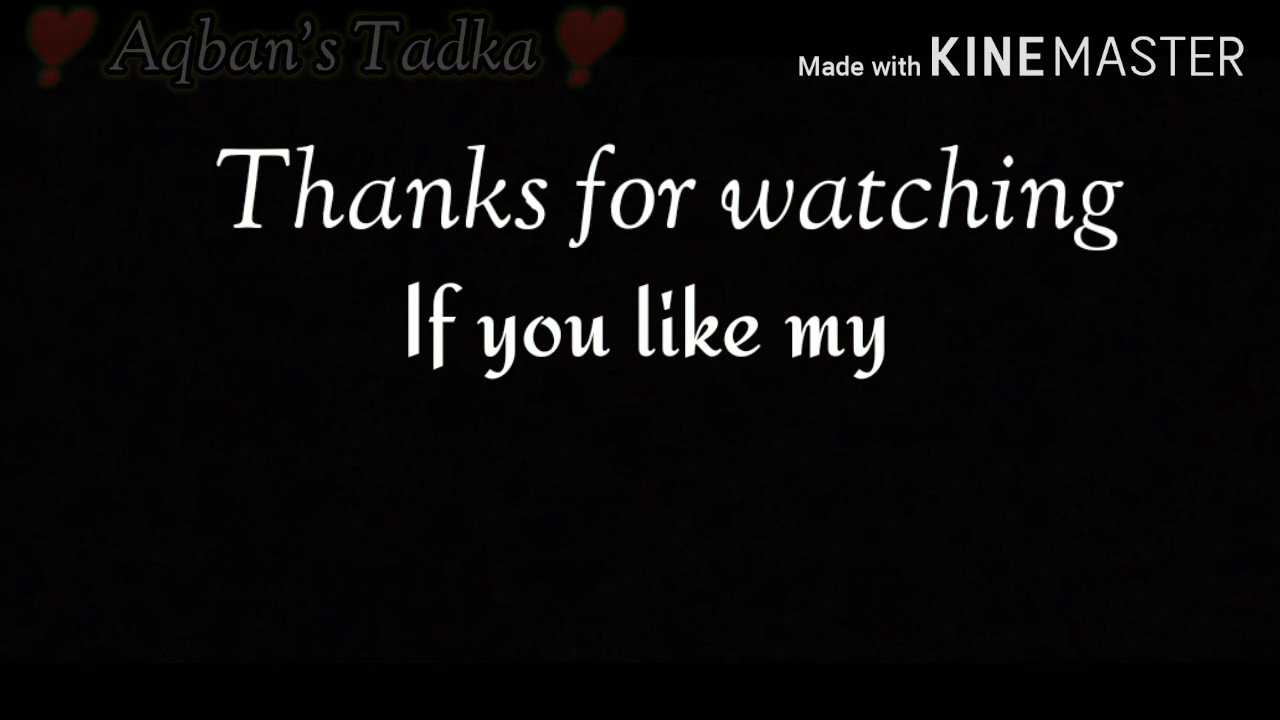 ❣ Aqban's Tadka ❣
Made with KINEMASTER
Thanks for watching
If you like my